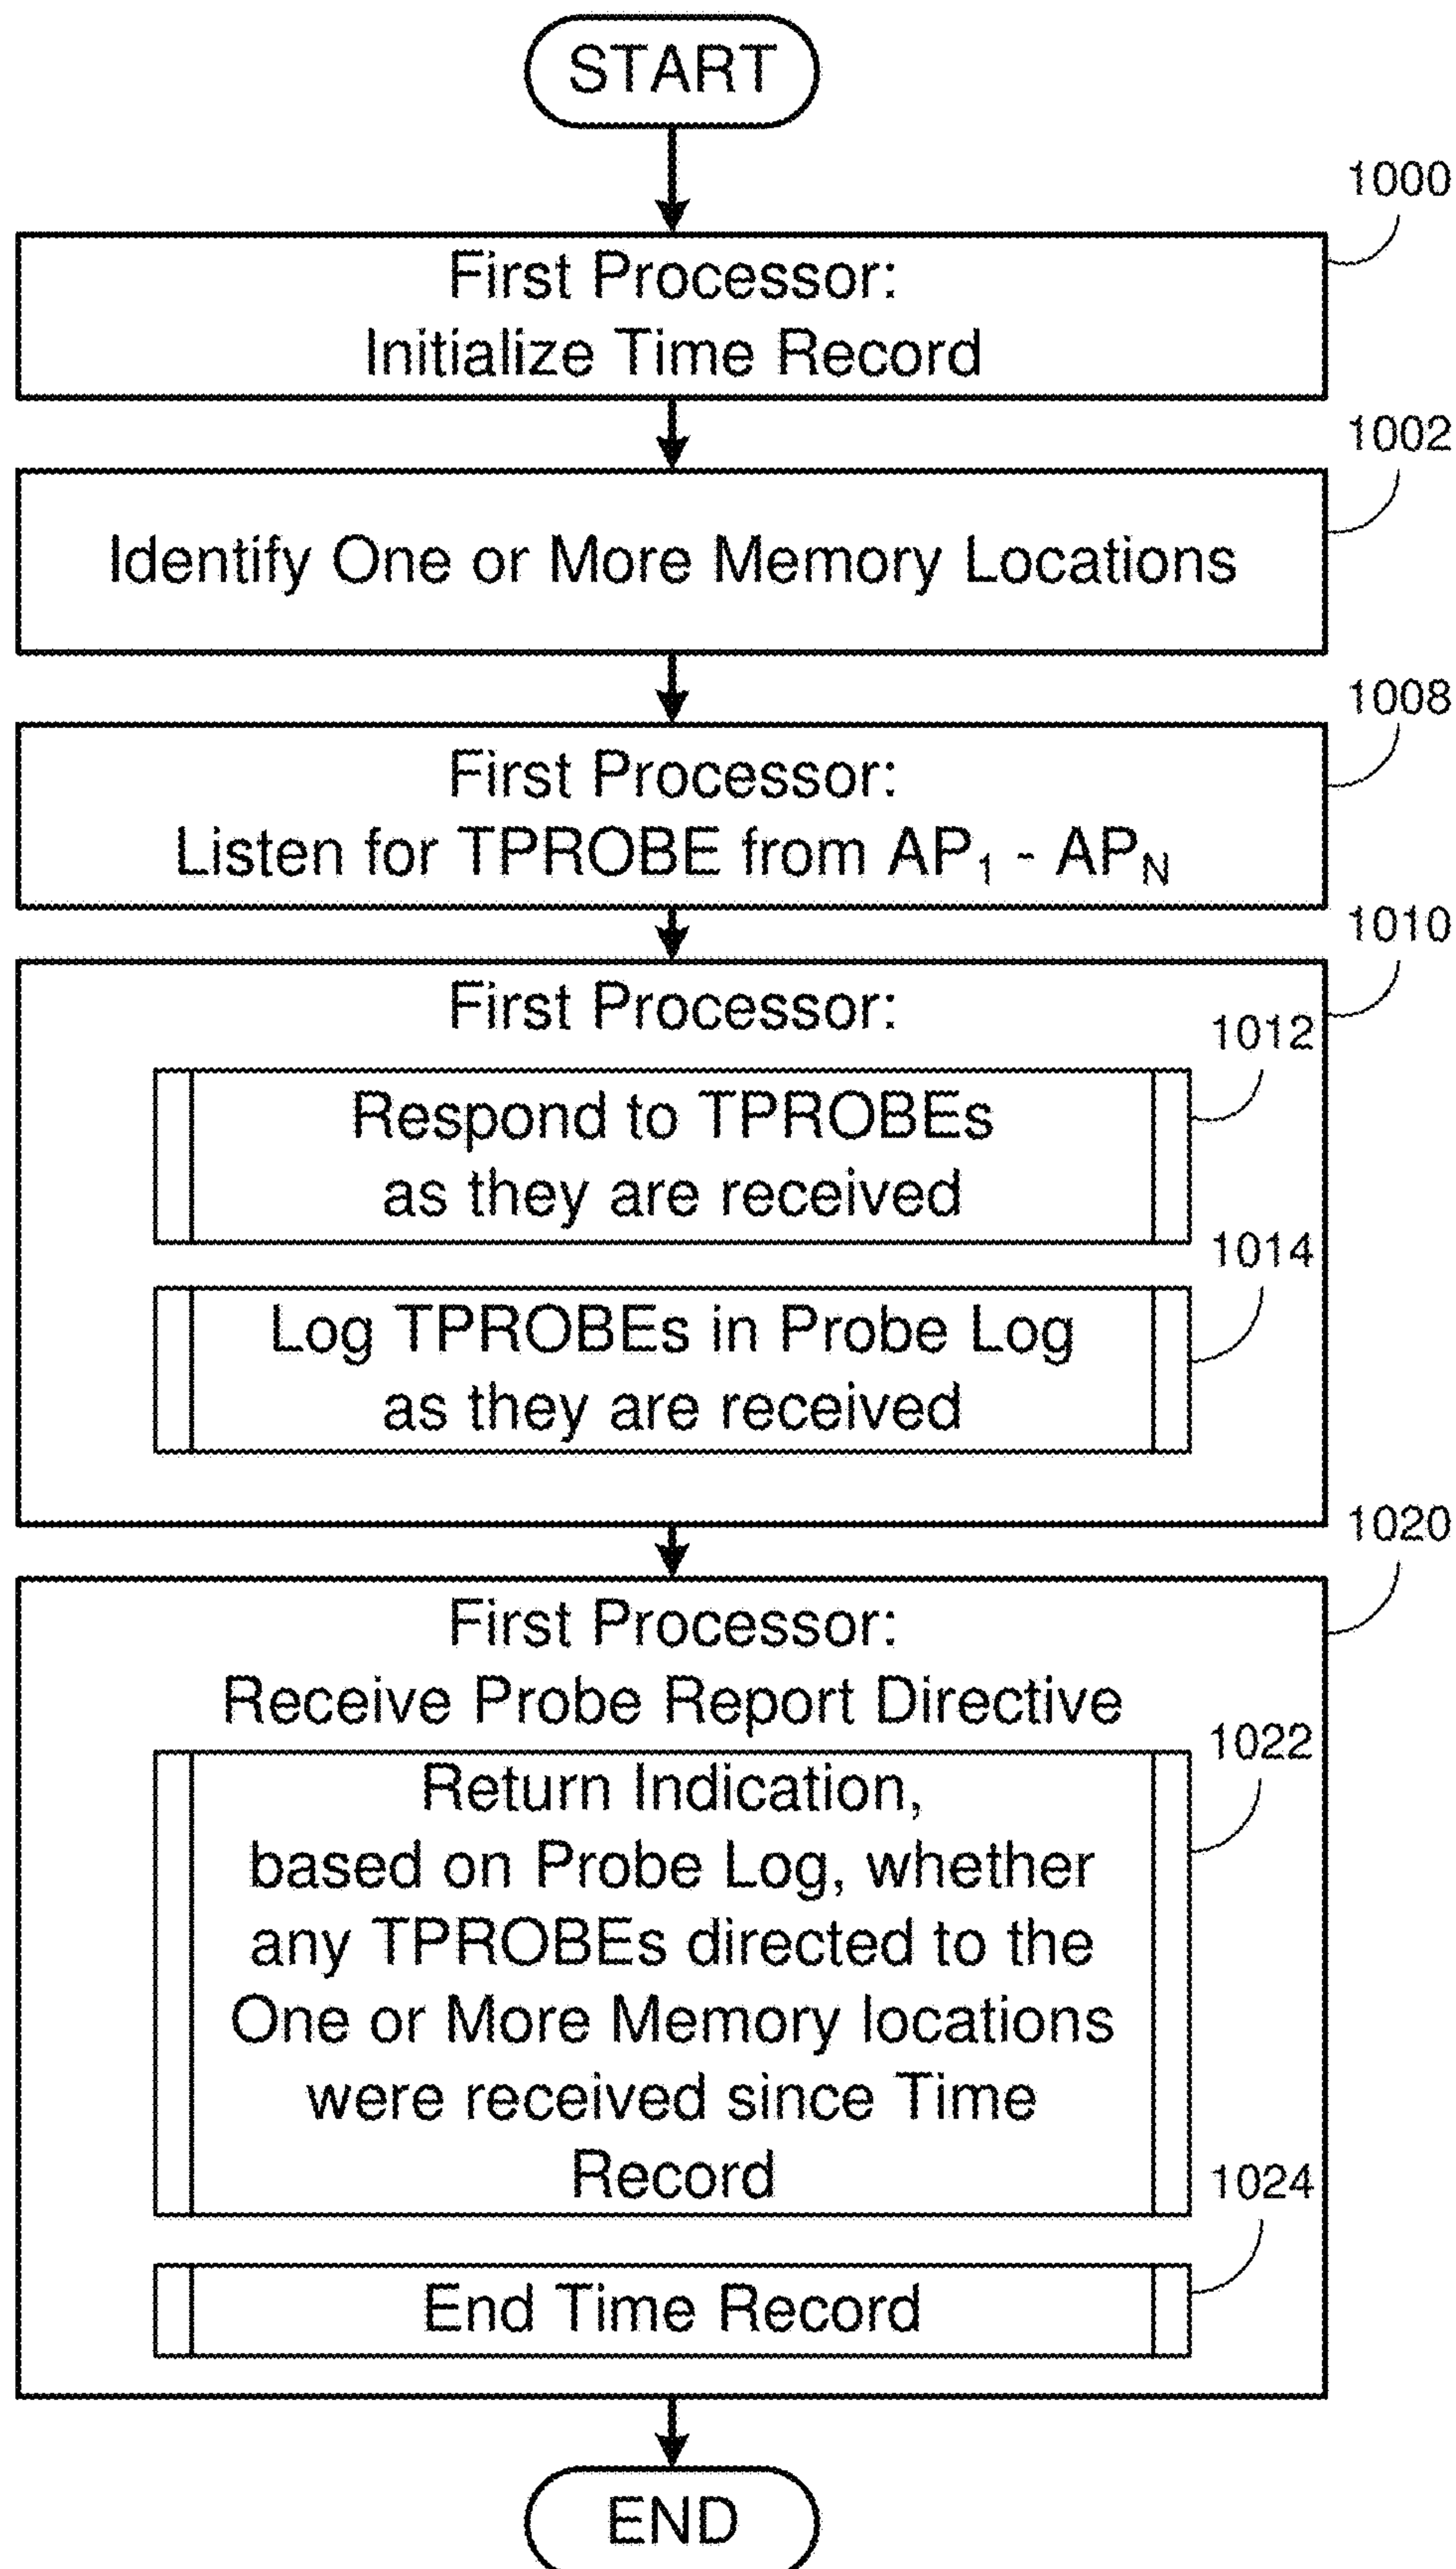 START
1000
First Processor:
Initialize Time Record
1002
Identify One or More Memory Locations
1008
First Processor:
Listen for TPROBE from AP₁ - APN
1010
First Processor:
1012
Respond to TPROBEs
as they are received
1014
Log TPROBEs in Probe Log
as they are received
1020
First Processor:
Receive Probe Report Directive
1022
Return Indication,
based on Probe Log, whether
any TPROBEs directed to the
One or More Memory locations
were received since Time
Record
1024
End Time Record
END